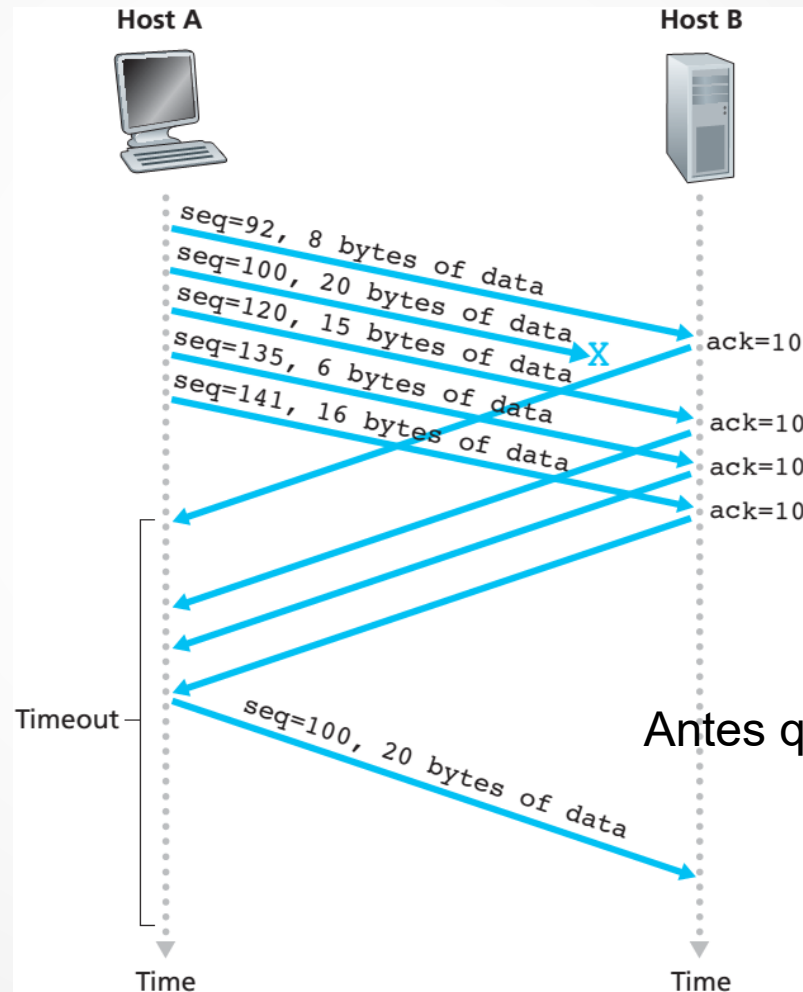 Host A
Host B
seq=92, 8 bytes of data
seq=100, 20 bytes of data
X
seq=120, 15 bytes of data
seq=135, 6 bytes of data
seq=141, 16 bytes of data
ack=10
ack=10
ack=10
ack=10
Timeout
seq=100, 20 bytes of data
Antes q
Time
Time